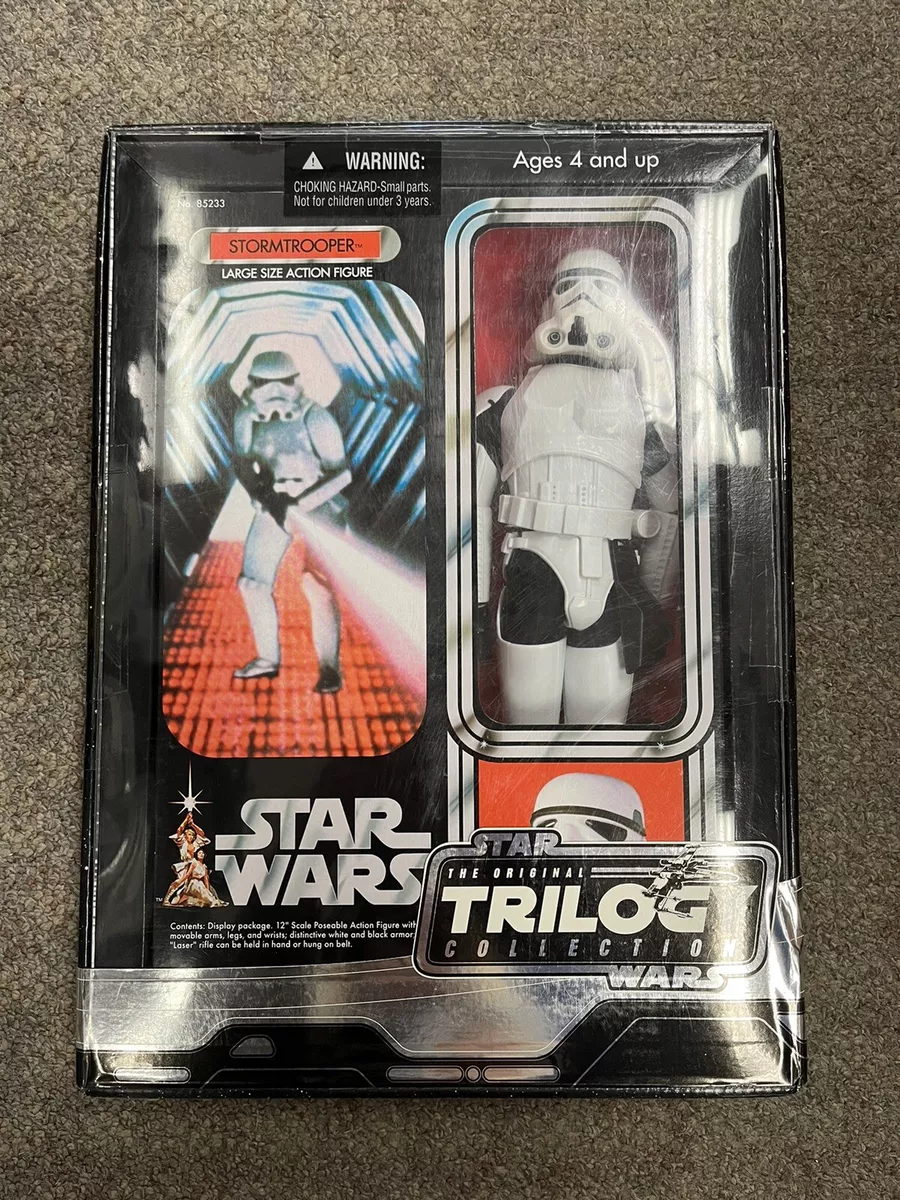 WARNING:
CHOKING HAZARD-Small parts.
Not for children under 3 years.
Ages 4 and up
No. 85233
STORMTROOPER™
LARGE SIZE ACTION FIGURE
STAR
WARS
TM
Contents: Display package. 12" Scale Poseable Action Figure with
movable arms, legs, and wrists; distinctive white and black armor.
"Laser" rifle can be held in hand or hung on belt.
STAR
THE ORIGINAL
TRILOGY
COLLECTION
WARS